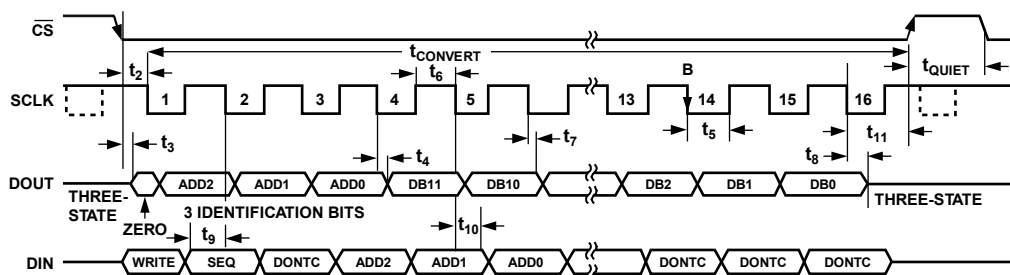 CS
tCONVERT
t2 t6 B tQUIET
SCLK 1 2 3 4 5 13 14 15 16
t5 t11
t3 t4 t7 t8
DOUT ADD2 ADD1 ADD0 DB11 DB10 DB2 DB1 DB0
THREE-STATE THREE-STATE
ZERO 3 IDENTIFICATION BITS
t9 t10
DIN WRITE SEQ DONTC ADD2 ADD1 ADD0 DONTC DONTC DONTC